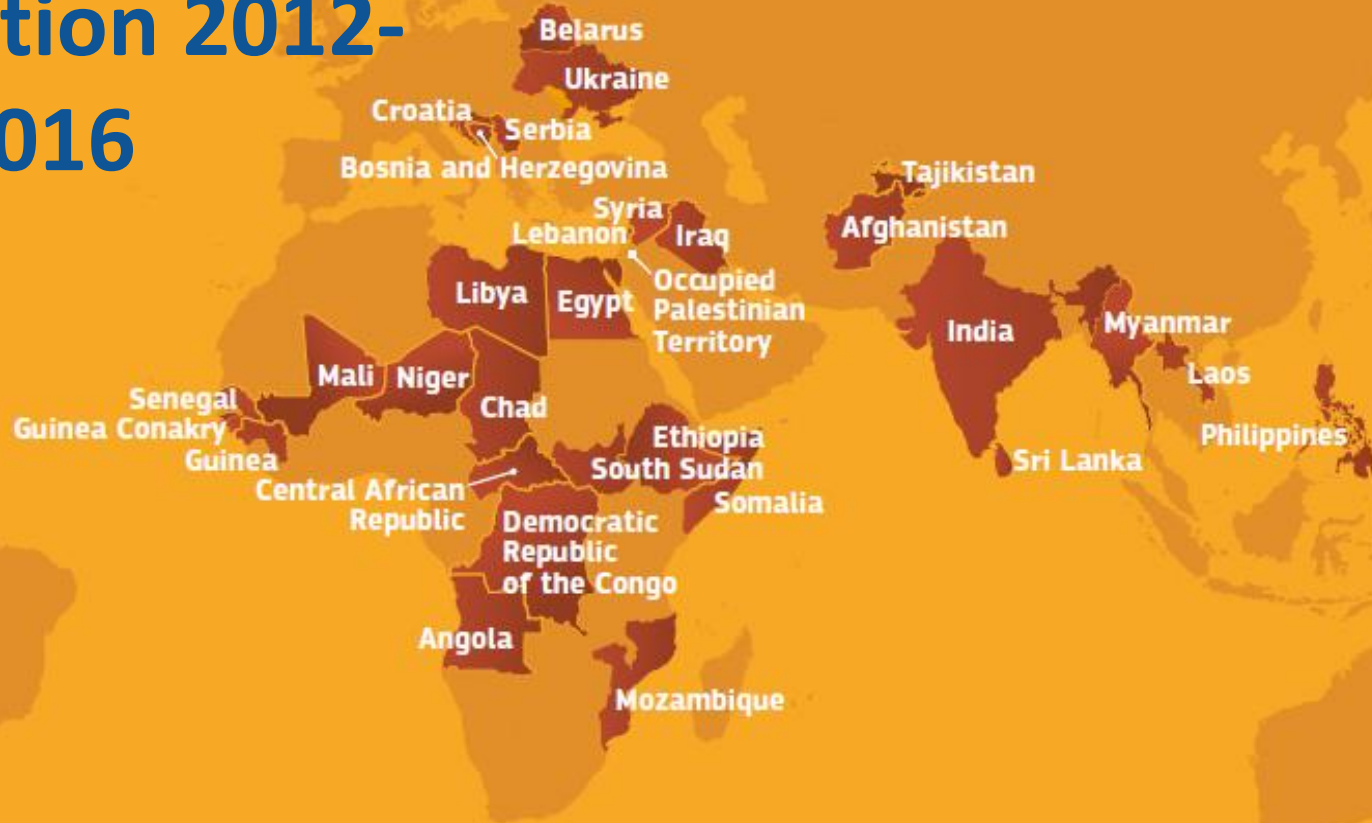 tion 2012-
016
Belarus
Ukraine
Croatia
Serbia
Bosnia and Herzegovina
Tajikistan
Syria
Afghanistan
Lebanon
Iraq
Occupied
Palestinian
Territory
Libya
Egypt
India
Myanmar
Mali
Niger
Laos
Senegal
Chad
Guinea Conakry
Ethiopia
Philippines
Guinea
South Sudan
Sri Lanka
Central African
Republic
Somalia
Democratic
Republic
of the Congo
Angola
Mozambique